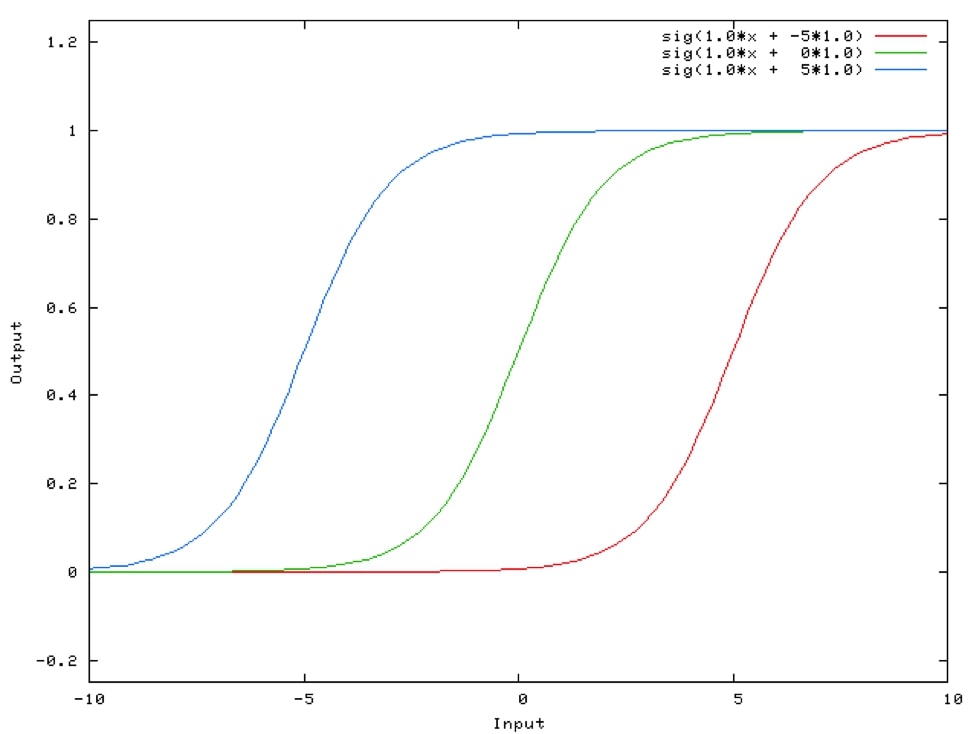 1.2
sig(1.0*x + -5*1.0)
sig(1.0*x +  0*1.0)
sig(1.0*x +  5*1.0)
1
0.8
0.6
Output
0.4
0.2
0
-0.2
-10 -5 0 5 10
Input